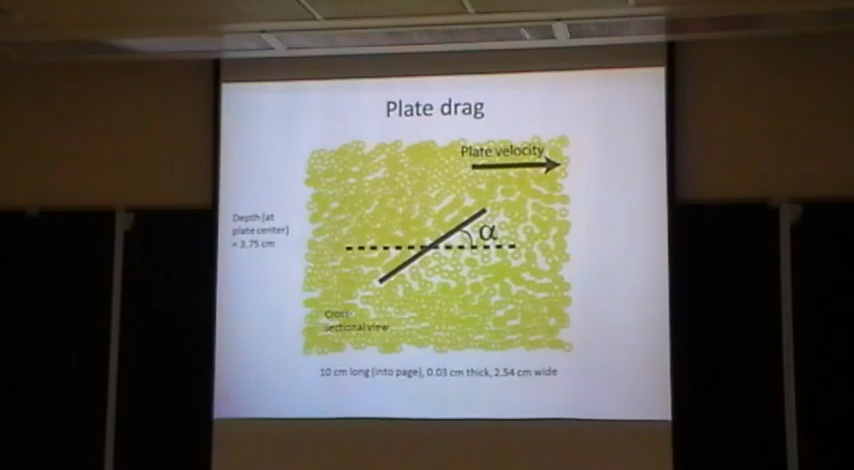 Plate drag
Plate velocity
Depth (at
plate center)
= 3.75 cm
α
Cross-
sectional view
10 cm long (into page), 0.03 cm thick, 2.54 cm wide